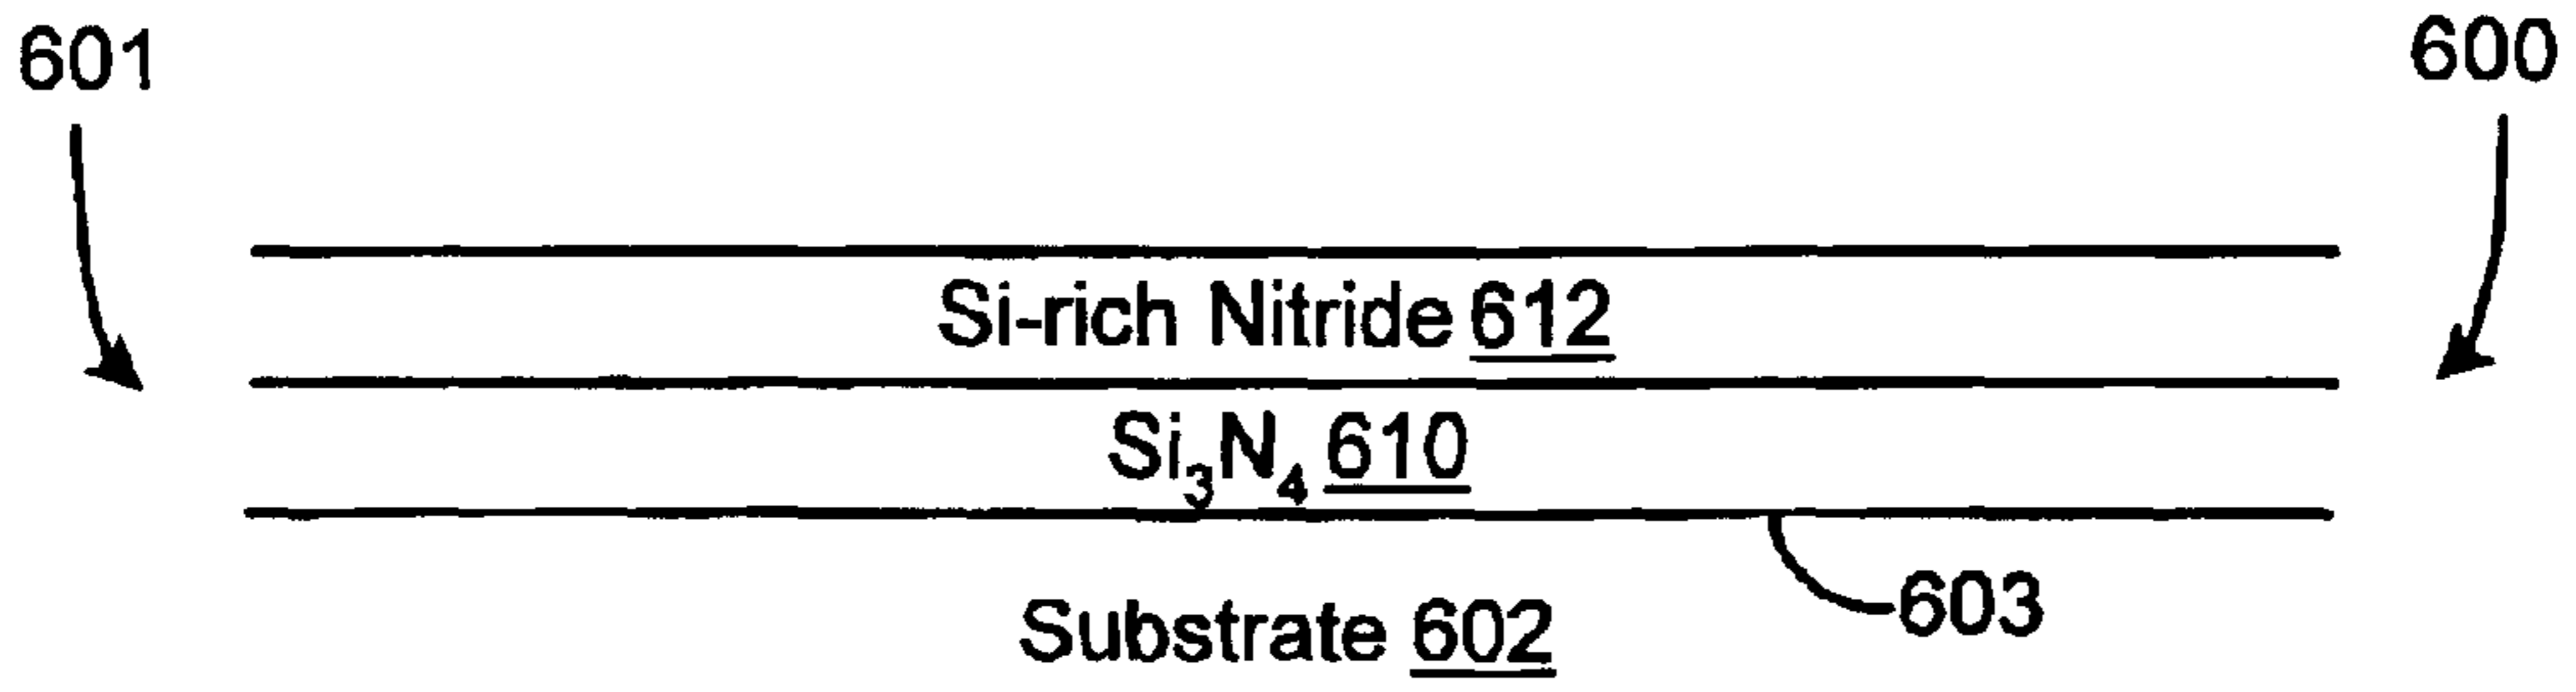 601
600
Si-rich Nitride 612
Si₃N₄ 610
603
Substrate 602